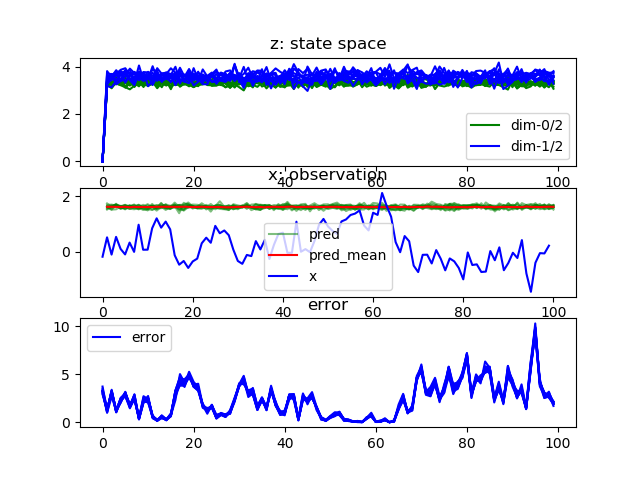 z: state space
4
2
0
dim-0/2
dim-1/2
0 20 40 60 80 100
x: observation
2
0
pred
pred_mean
x
0 20 40 60 80 100
error
10
5
0
error
0 20 40 60 80 100